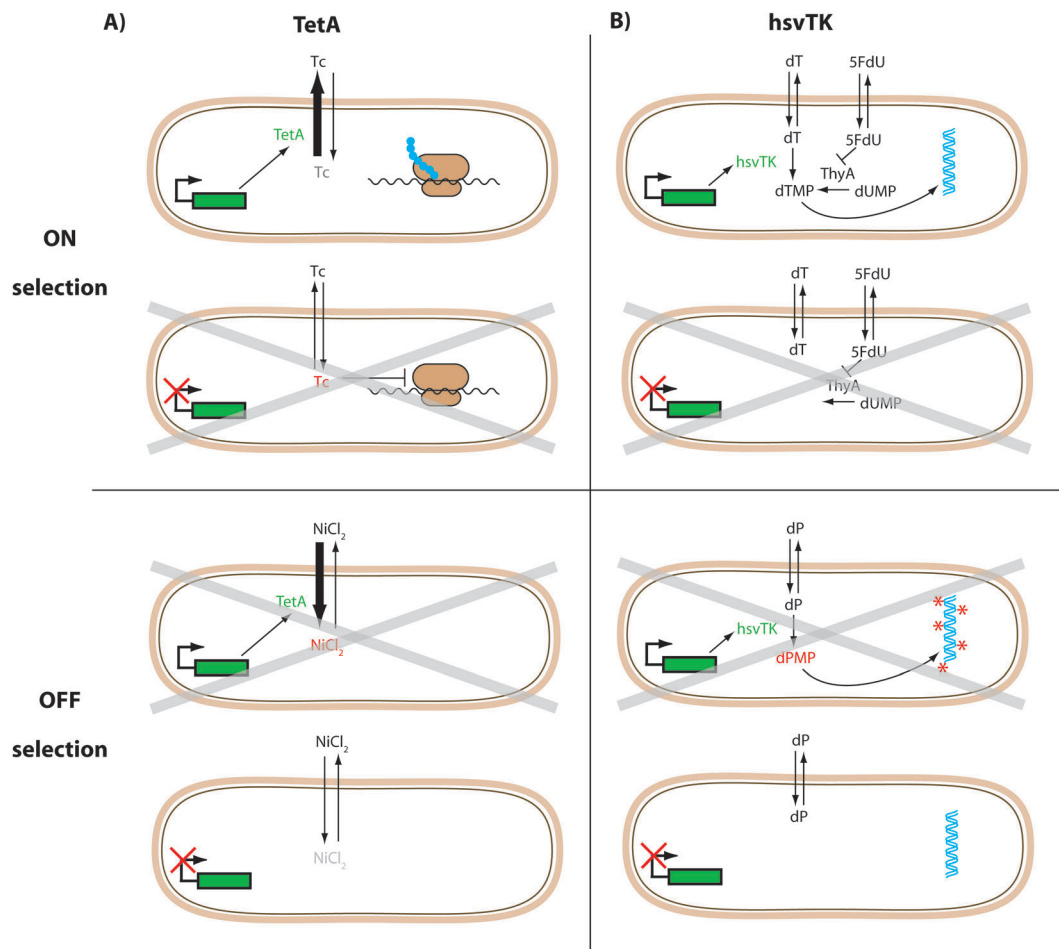 A)
TetA
B)
hsvTK
ON
selection
Tc
TetA
Tc
dT
5FdU
dT
5FdU
hsvTK
ThyA
dTMP
dUMP
Tc
Tc
dT
5FdU
dT
5FdU
ThyA
dUMP
OFF
selection
NiCl₂
TetA
NiCl₂
dP
dP
hsvTK
dPMP
*
*
*
*
*
NiCl₂
NiCl₂
dP
dP